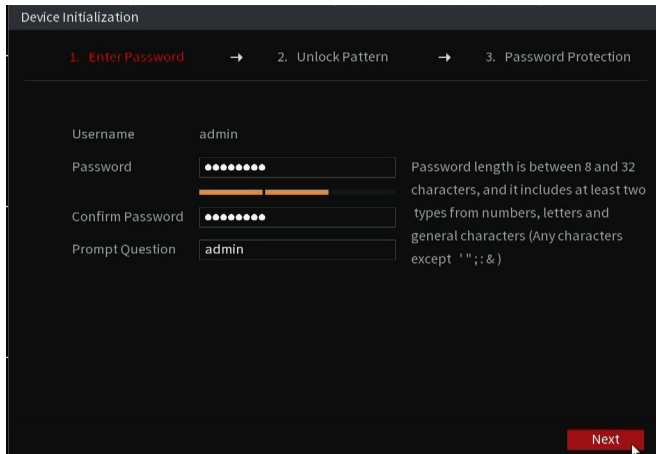 Device Initialization
1. Enter Password → 2. Unlock Pattern → 3. Password Protection
Username admin
Password ●●●●●●●●
Password length is between 8 and 32
characters, and it includes at least two
types from numbers, letters and
general characters (Any characters
except '";:&)
Confirm Password ●●●●●●●●
Prompt Question admin
Next